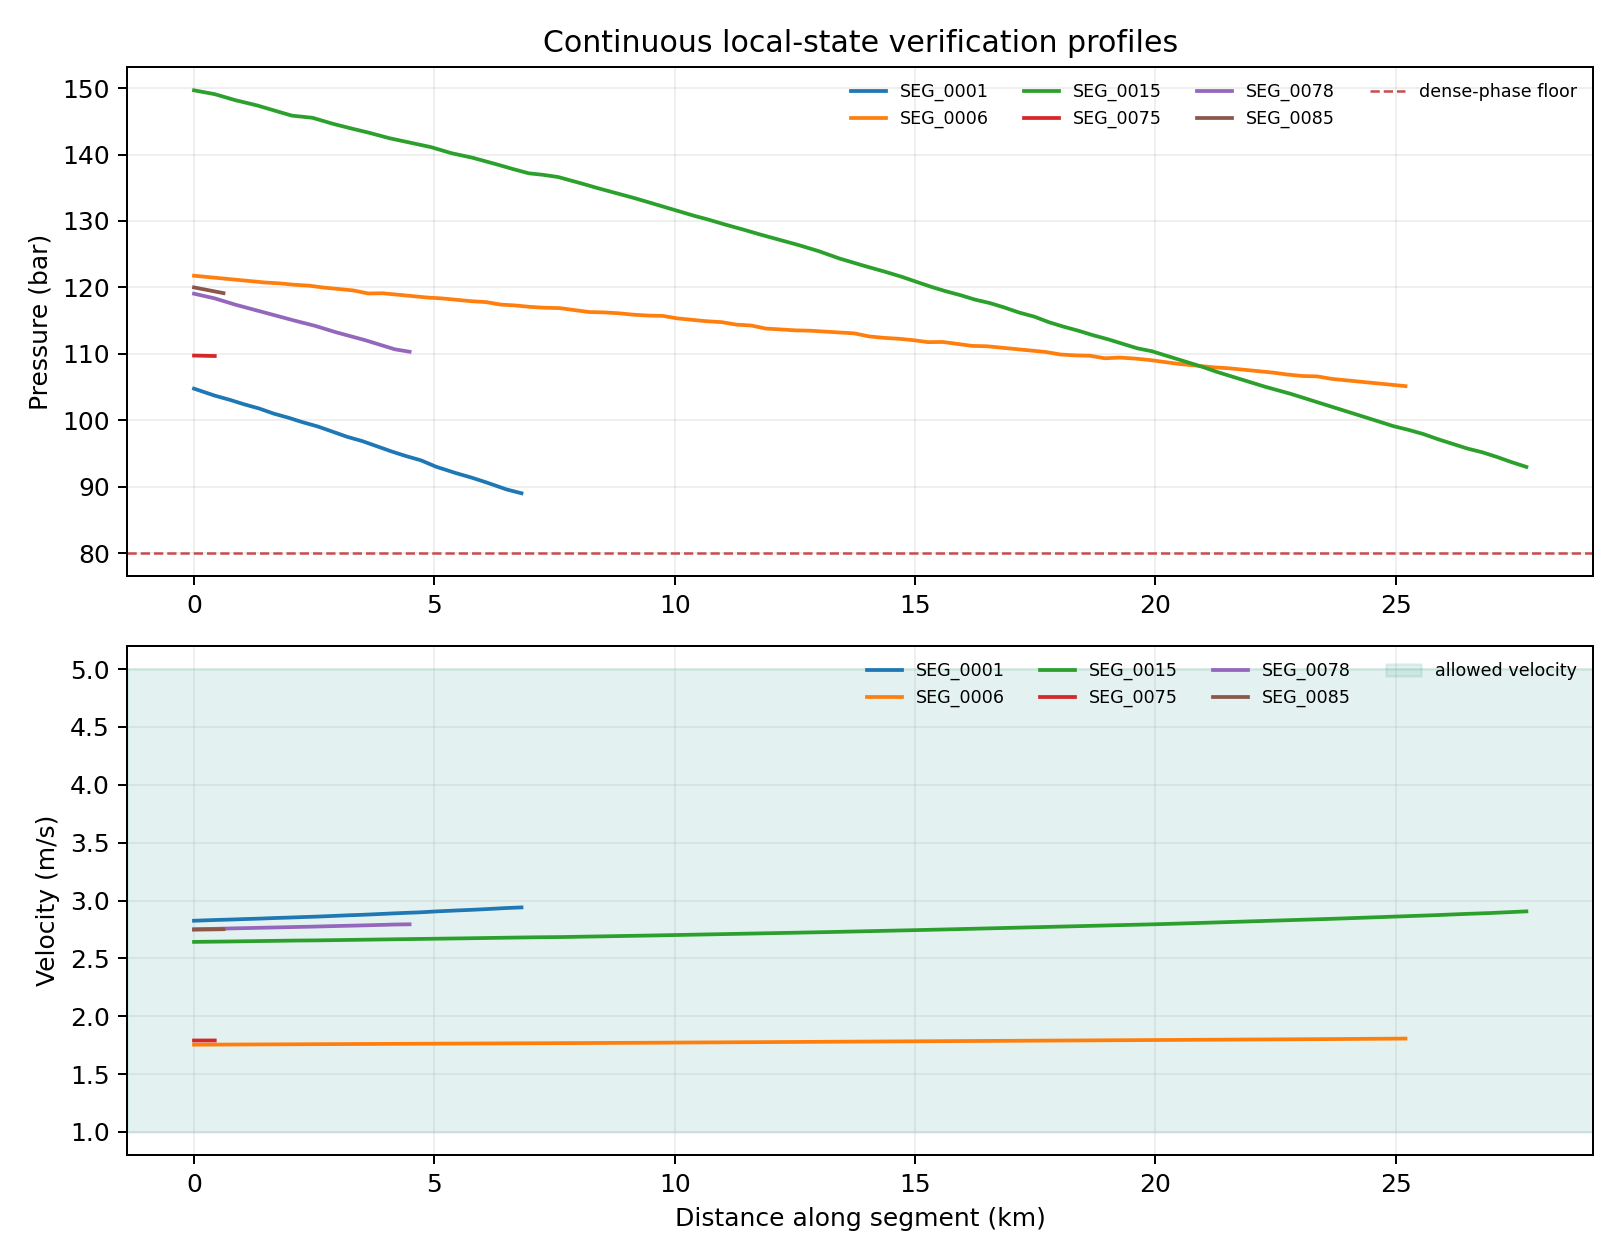 Continuous local-state verification profiles
Pressure (bar)
150
140
130
120
110
100
90
80
SEG_0001 SEG_0015 SEG_0078 dense-phase floor
SEG_0006 SEG_0075 SEG_0085
0 5 10 15 20 25
Velocity (m/s)
5.0
4.5
4.0
3.5
3.0
2.5
2.0
1.5
1.0
SEG_0001 SEG_0015 SEG_0078 allowed velocity
SEG_0006 SEG_0075 SEG_0085
0 5 10 15 20 25
Distance along segment (km)